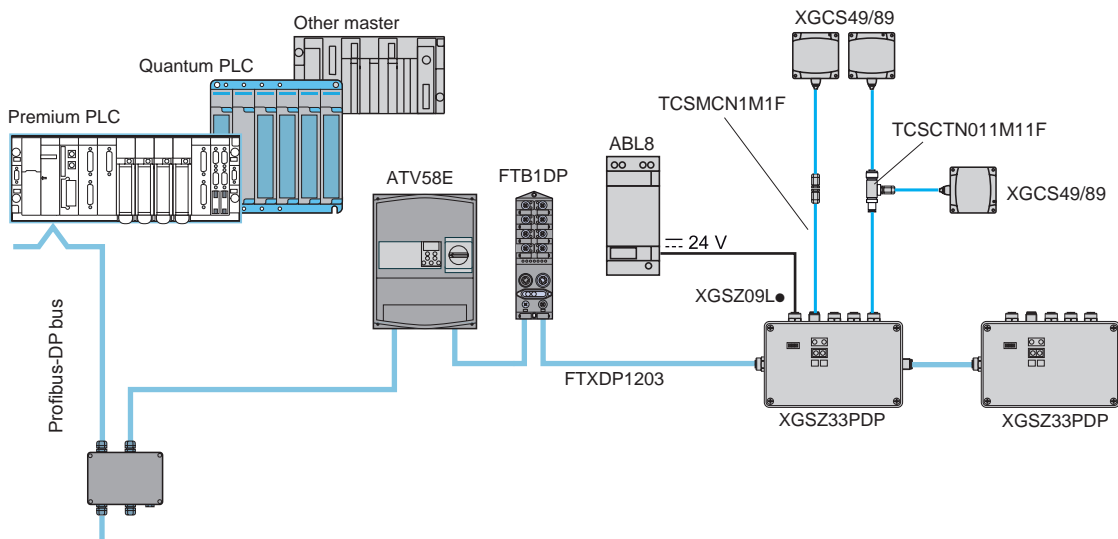 Other master
XGCS49/89
Quantum PLC
TCSMCN1M1F
Premium PLC
ABL8
TCSCTN011M11F
ATV58E
FTB1DP
XGCS49/89
24 V
XGSZ09L●
Profibus-DP bus
FTXDP1203
XGSZ33PDP
XGSZ33PDP